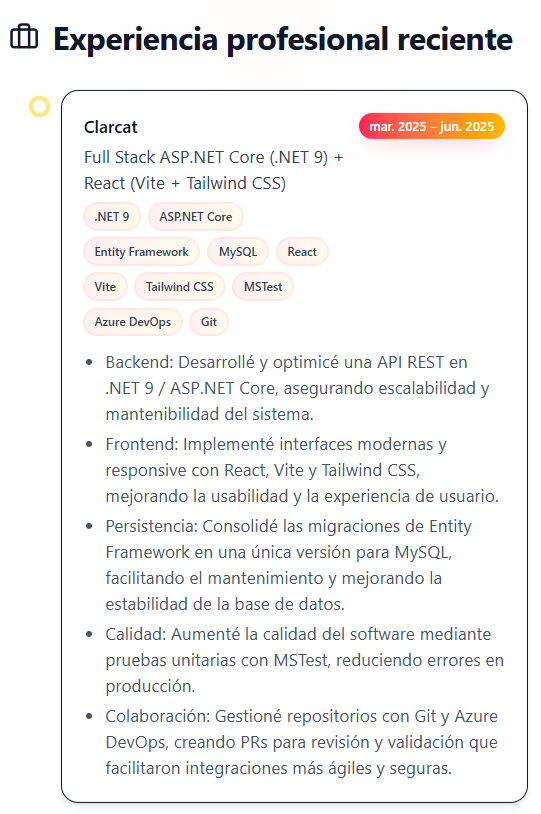 Experiencia profesional reciente
Clarcat
mar. 2025 – jun. 2025
Full Stack ASP.NET Core (.NET 9) +
React (Vite + Tailwind CSS)
.NET 9 ASP.NET Core
Entity Framework MySQL React
Vite Tailwind CSS MSTest
Azure DevOps Git
• Backend: Desarrollé y optimicé una API REST en
.NET 9 / ASP.NET Core, asegurando escalabilidad y
mantenibilidad del sistema.
• Frontend: Implementé interfaces modernas y
responsive con React, Vite y Tailwind CSS,
mejorando la usabilidad y la experiencia de usuario.
• Persistencia: Consolidé las migraciones de Entity
Framework en una única versión para MySQL,
facilitando el mantenimiento y mejorando la
estabilidad de la base de datos.
• Calidad: Aumenté la calidad del software mediante
pruebas unitarias con MSTest, reduciendo errores en
producción.
• Colaboración: Gestioné repositorios con Git y Azure
DevOps, creando PRs para revisión y validación que
facilitaron integraciones más ágiles y seguras.